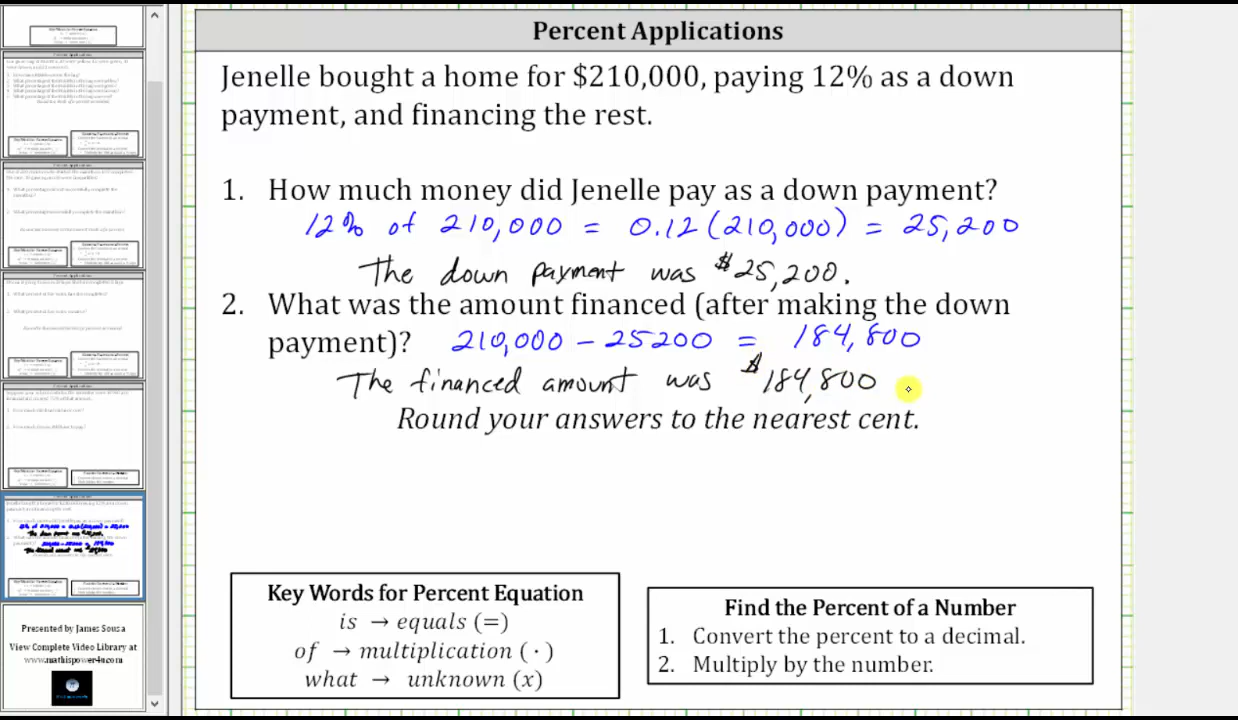 Percent Applications
Jenelle bought a home for $210,000, paying 12% as a down
payment, and financing the rest.
1. How much money did Jenelle pay as a down payment?
12% of 210,000 = 0.12(210,000) = 25,200
The down payment was $25,200.
2. What was the amount financed (after making the down
payment)? 210,000 - 25200 = 184,800
The financed amount was $184,800
Round your answers to the nearest cent.
Key Words for Percent Equation
is → equals (=)
of → multiplication (·)
what → unknown (x)
Find the Percent of a Number
1. Convert the percent to a decimal.
2. Multiply by the number.
Presented by James Sousa
View Complete Video Library at
www.mathispower4u.com